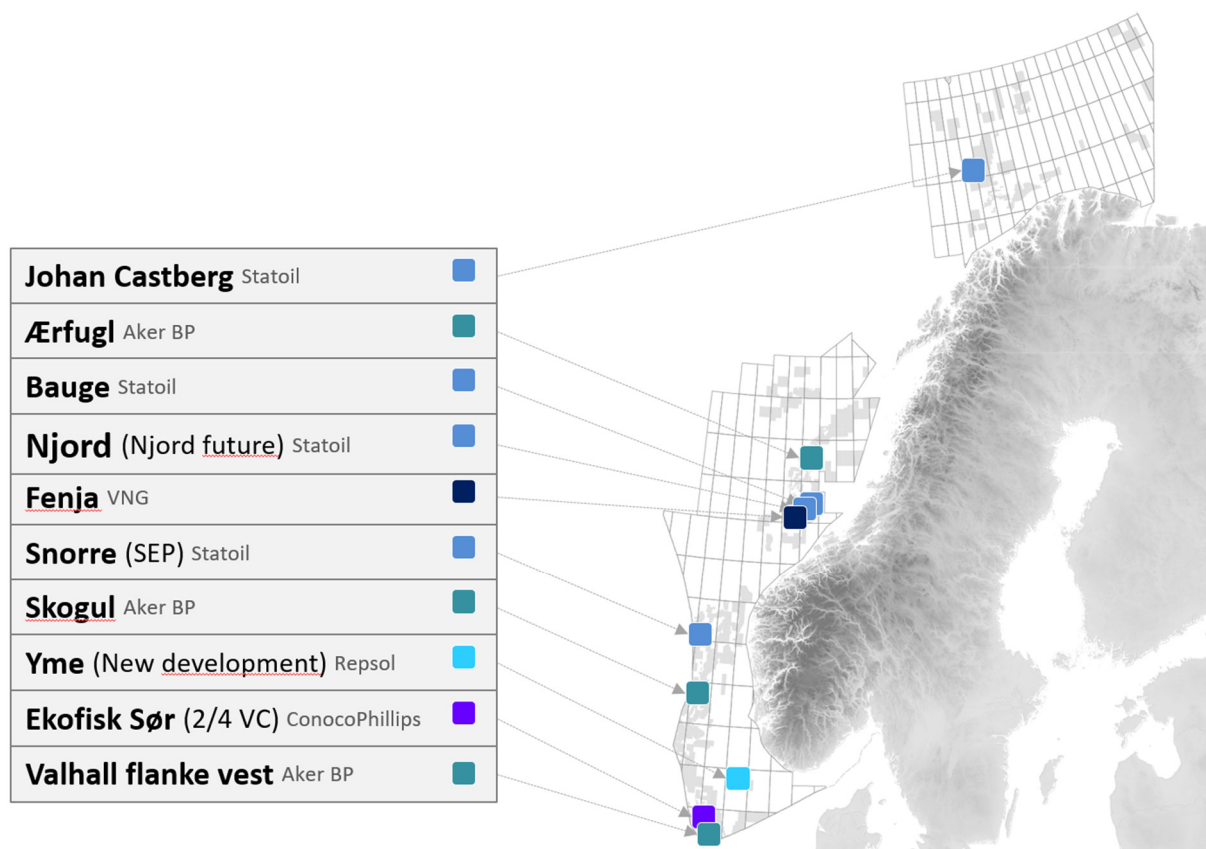 Johan Castberg Statoil
Ærfugl Aker BP
Bauge Statoil
Njord (Njord future) Statoil
Fenja VNG
Snorre (SEP) Statoil
Skogul Aker BP
Yme (New development) Repsol
Ekofisk Sør (2/4 VC) ConocoPhillips
Valhall flanke vest Aker BP